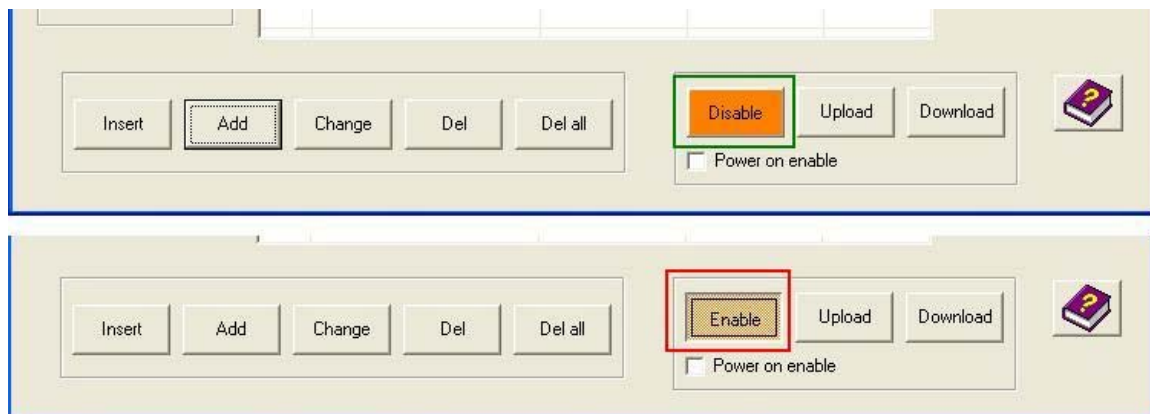 Insert Add Change Del Del all Disable Upload Download
Power on enable
Insert Add Change Del Del all Enable Upload Download
Power on enable